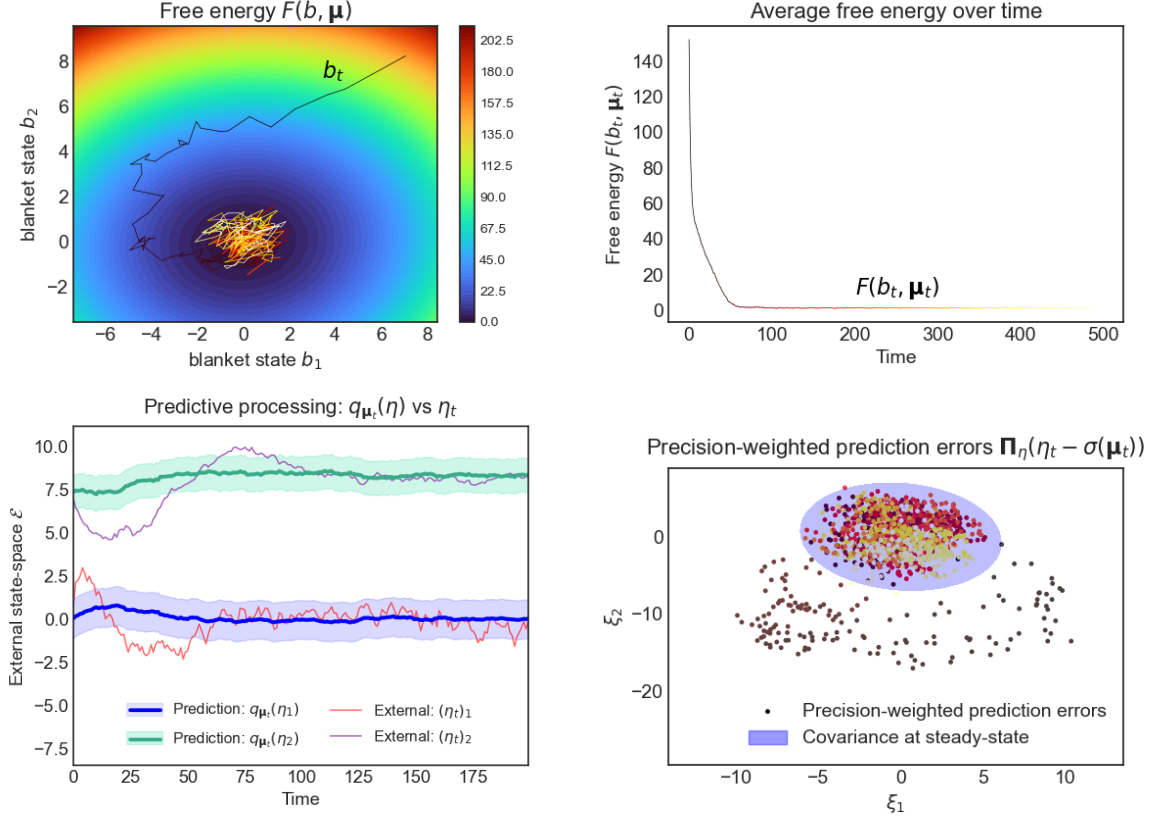 Free energy F(b, μ)
8
6
4
2
0
−2
blanket state b₂
b_t
−6 −4 −2 0 2 4 6 8
blanket state b₁
202.5
180.0
157.5
135.0
112.5
90.0
67.5
45.0
22.5
0.0
Average free energy over time
140
120
100
80
60
40
20
0
Free energy F(b_t, μ_t)
F(b_t, μ_t)
0 100 200 300 400 500
Time
Predictive processing: q_μ_t(η) vs η_t
10.0
7.5
5.0
2.5
0.0
−2.5
−5.0
−7.5
External state-space ℰ
Prediction: q_μ_t(η₁)
Prediction: q_μ_t(η₂)
External: (η_t)₁
External: (η_t)₂
0 25 50 75 100 125 150 175
Time
Precision-weighted prediction errors Π_η(η_t − σ(μ_t))
0
−10
−20
ξ₂
Precision-weighted prediction errors
Covariance at steady-state
−10 −5 0 5 10
ξ₁